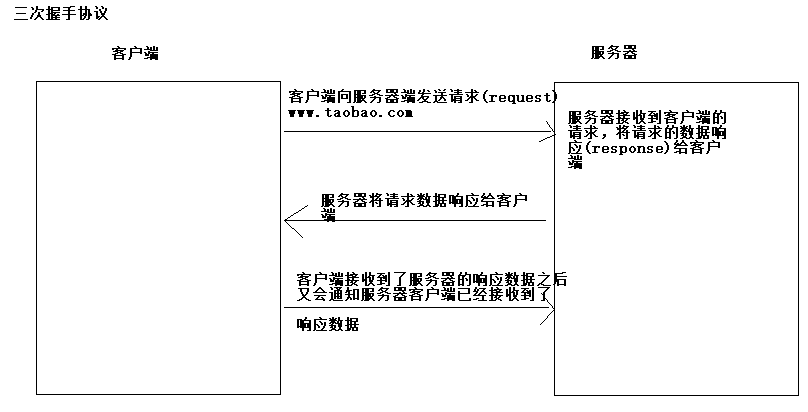 三次握手协议
客户端
服务器
客户端向服务器端发送请求(request)
www.taobao.com
服务器接收到客户端的
请求，将请求的数据响
应(response)给客户
端
服务器将请求数据响应给客户
端
客户端接收到了服务器的响应数据之后
又会通知服务器客户端已经接收到了
响应数据